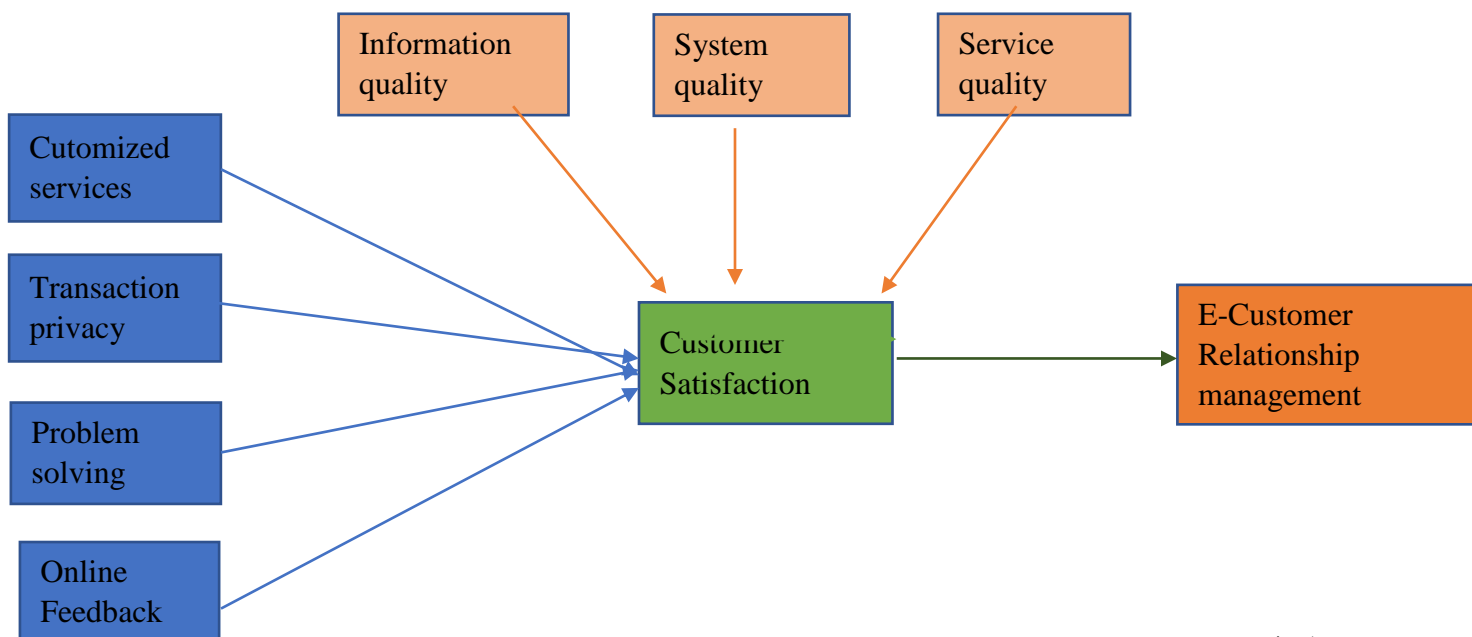 Information
quality
System
quality
Service
quality
Cutomized
services
Transaction
privacy
Problem
solving
Online
Feedback
Customer
Satisfaction
E-Customer
Relationship
management